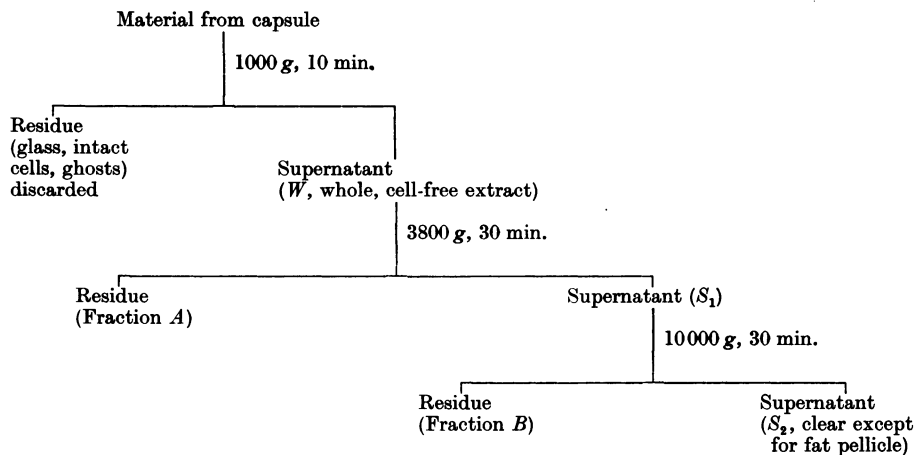 Material from capsule
1000 g, 10 min.
Residue
(glass, intact
cells, ghosts)
discarded
Supernatant
(W, whole, cell-free extract)
3800 g, 30 min.
Residue
(Fraction A)
Supernatant (S₁)
10000 g, 30 min.
Residue
(Fraction B)
Supernatant
(S₂, clear except
for fat pellicle)